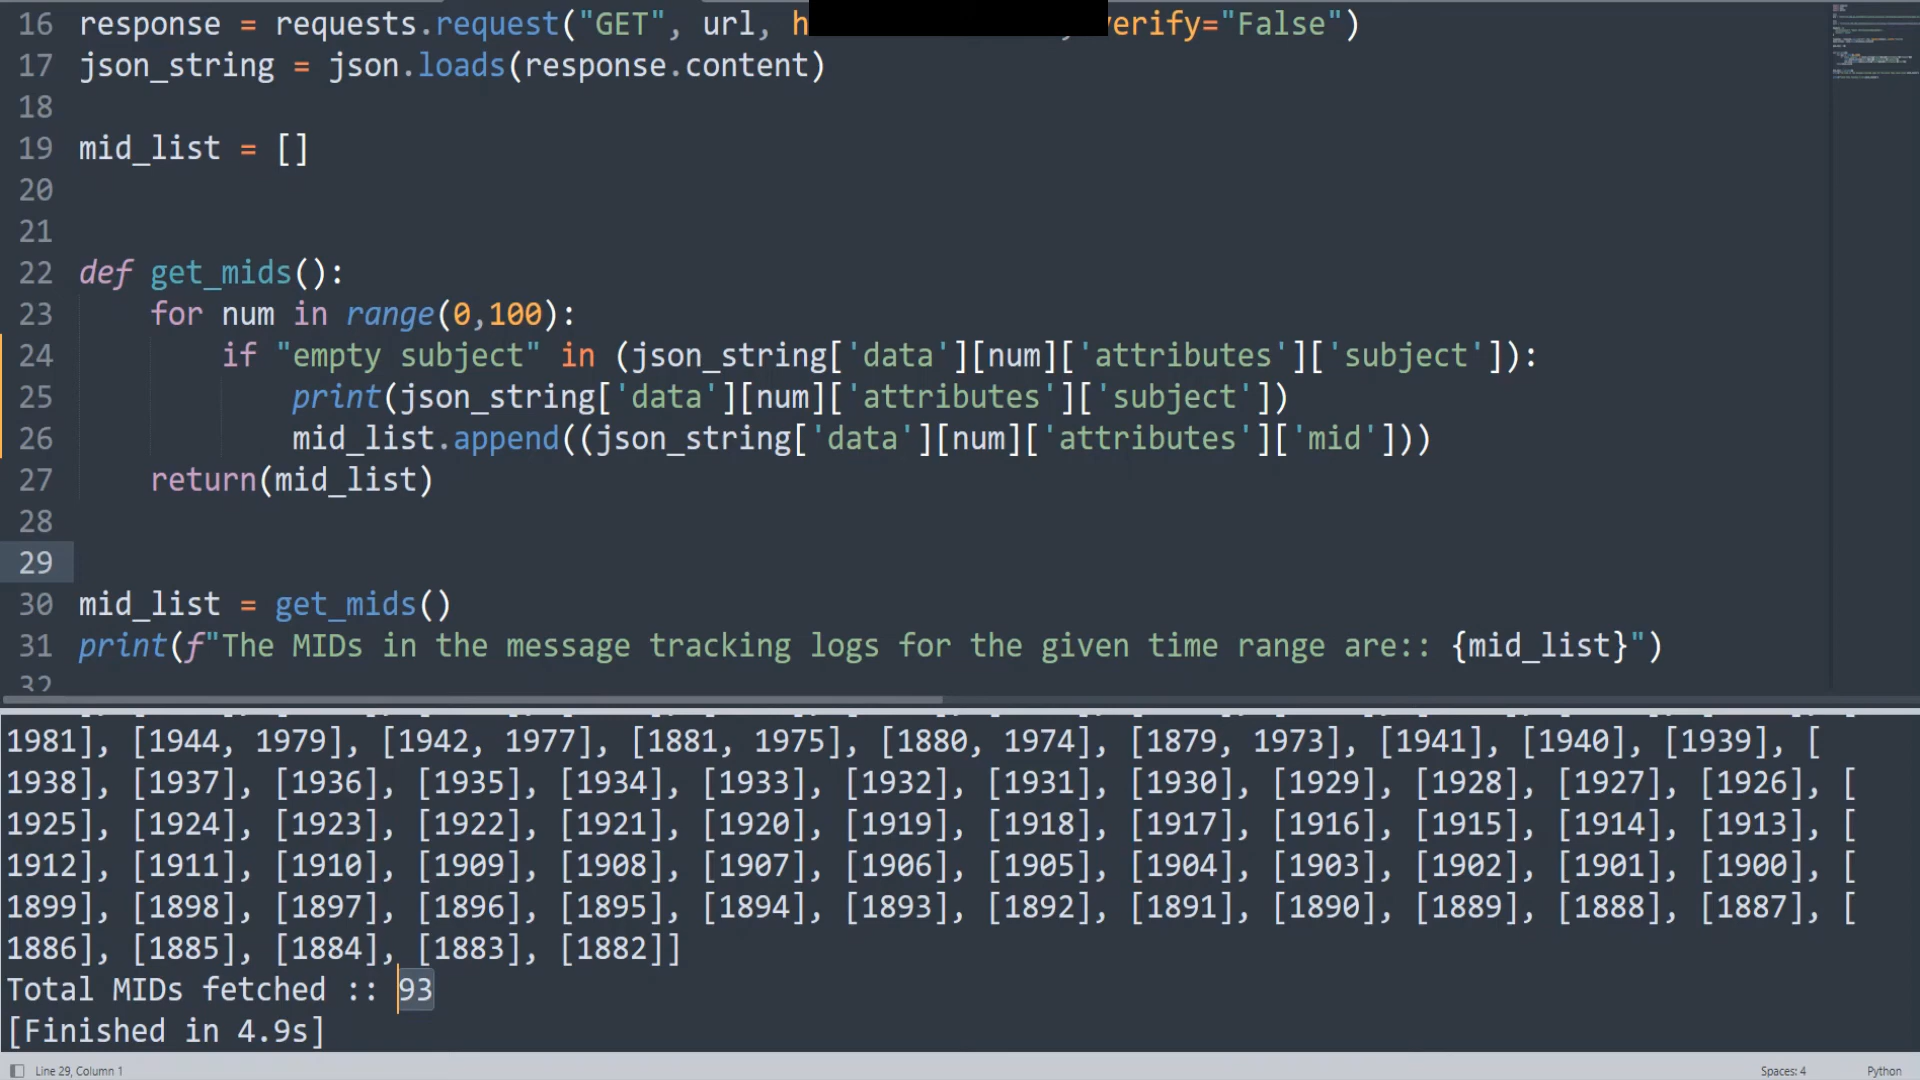 16 response = requests.request("GET", url, h erify="False")
17 json_string = json.loads(response.content)
18
19 mid_list = []
20
21
22 def get_mids():
23 for num in range(0,100):
24 if "empty subject" in (json_string['data'][num]['attributes']['subject']):
25 print(json_string['data'][num]['attributes']['subject'])
26 mid_list.append((json_string['data'][num]['attributes']['mid']))
27 return(mid_list)
28
29
30 mid_list = get_mids()
31 print(f"The MIDs in the message tracking logs for the given time range are:: {mid_list}")
32
1981], [1944, 1979], [1942, 1977], [1881, 1975], [1880, 1974], [1879, 1973], [1941], [1940], [1939], [
1938], [1937], [1936], [1935], [1934], [1933], [1932], [1931], [1930], [1929], [1928], [1927], [1926], [
1925], [1924], [1923], [1922], [1921], [1920], [1919], [1918], [1917], [1916], [1915], [1914], [1913], [
1912], [1911], [1910], [1909], [1908], [1907], [1906], [1905], [1904], [1903], [1902], [1901], [1900], [
1899], [1898], [1897], [1896], [1895], [1894], [1893], [1892], [1891], [1890], [1889], [1888], [1887], [
1886], [1885], [1884], [1883], [1882]]
Total MIDs fetched :: 93
[Finished in 4.9s]
Line 29, Column 1 Spaces: 4 Python